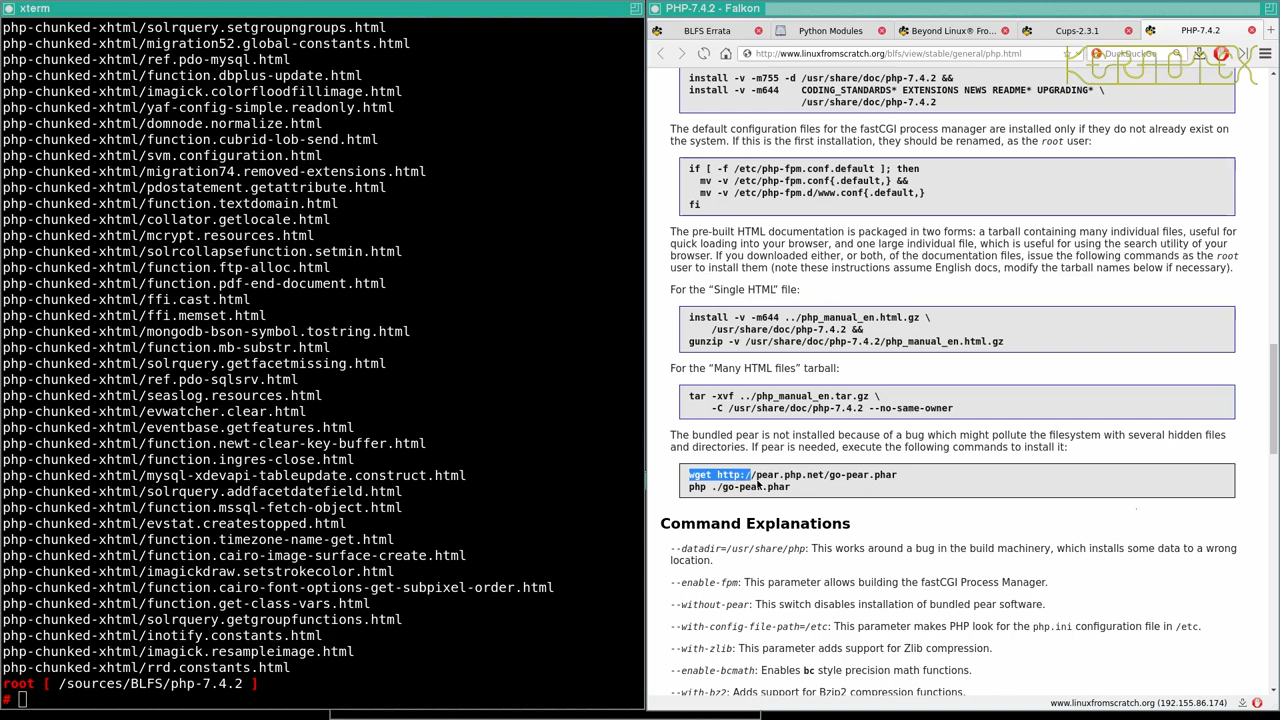 xterm
php-chunked-xhtml/solrquery.setgroupngroups.html
php-chunked-xhtml/migration52.global-constants.html
php-chunked-xhtml/ref.pdo-mysql.html
php-chunked-xhtml/function.dbplus-update.html
php-chunked-xhtml/imagick.colorfloodfillimage.html
php-chunked-xhtml/yaf-config-simple.readonly.html
php-chunked-xhtml/domnode.normalize.html
php-chunked-xhtml/function.cubrid-lob-send.html
php-chunked-xhtml/svm.configuration.html
php-chunked-xhtml/migration74.removed-extensions.html
php-chunked-xhtml/pdostatement.getattribute.html
php-chunked-xhtml/function.textdomain.html
php-chunked-xhtml/collator.getlocale.html
php-chunked-xhtml/mcrypt.resources.html
php-chunked-xhtml/solrcollapsefunction.setmin.html
php-chunked-xhtml/function.ftp-alloc.html
php-chunked-xhtml/function.pdf-end-document.html
php-chunked-xhtml/ffi.cast.html
php-chunked-xhtml/ffi.memset.html
php-chunked-xhtml/mongodb-bson-symbol.tostring.html
php-chunked-xhtml/function.mb-substr.html
php-chunked-xhtml/solrquery.getfacetmissing.html
php-chunked-xhtml/ref.pdo-sqlsrv.html
php-chunked-xhtml/seaslog.resources.html
php-chunked-xhtml/evwatcher.clear.html
php-chunked-xhtml/eventbase.getfeatures.html
php-chunked-xhtml/function.newt-clear-key-buffer.html
php-chunked-xhtml/function.ingres-close.html
php-chunked-xhtml/mysql-xdevapi-tableupdate.construct.html
php-chunked-xhtml/solrquery.addfacetdatefield.html
php-chunked-xhtml/function.mssql-fetch-object.html
php-chunked-xhtml/evstat.createstopped.html
php-chunked-xhtml/function.timezone-name-get.html
php-chunked-xhtml/function.cairo-image-surface-create.html
php-chunked-xhtml/imagickdraw.setstrokecolor.html
php-chunked-xhtml/function.cairo-font-options-get-subpixel-order.html
php-chunked-xhtml/function.get-class-vars.html
php-chunked-xhtml/solrquery.getgroupfunctions.html
php-chunked-xhtml/inotify.constants.html
php-chunked-xhtml/imagick.resampleimage.html
php-chunked-xhtml/rrd.constants.html
root [ /sources/BLFS/php-7.4.2 ]
#
PHP-7.4.2 - Falkon
BLFS Errata
Python Modules
Beyond Linux® Fro...
Cups-2.3.1
PHP-7.4.2
http://www.linuxfromscratch.org/blfs/view/stable/general/php.html
DuckDuckGo
KERNOTEX
install -v -m755 -d /usr/share/doc/php-7.4.2 &&
install -v -m644 CODING_STANDARDS* EXTENSIONS NEWS README* UPGRADING* \
/usr/share/doc/php-7.4.2
The default configuration files for the fastCGI process manager are installed only if they do not already exist on
the system. If this is the first installation, they should be renamed, as the root user:
if [ -f /etc/php-fpm.conf.default ]; then
mv -v /etc/php-fpm.conf{.default,} &&
mv -v /etc/php-fpm.d/www.conf{.default,}
fi
The pre-built HTML documentation is packaged in two forms: a tarball containing many individual files, useful for
quick loading into your browser, and one large individual file, which is useful for using the search utility of your
browser. If you downloaded either, or both, of the documentation files, issue the following commands as the root
user to install them (note these instructions assume English docs, modify the tarball names below if necessary).
For the “Single HTML” file:
install -v -m644 ../php_manual_en.html.gz \
/usr/share/doc/php-7.4.2 &&
gunzip -v /usr/share/doc/php-7.4.2/php_manual_en.html.gz
For the “Many HTML files” tarball:
tar -xvf ../php_manual_en.tar.gz \
-C /usr/share/doc/php-7.4.2 --no-same-owner
The bundled pear is not installed because of a bug which might pollute the filesystem with several hidden files
and directories. If pear is needed, execute the following commands to install it:
wget http://pear.php.net/go-pear.phar
php ./go-pear.phar
Command Explanations
--datadir=/usr/share/php: This works around a bug in the build machinery, which installs some data to a wrong
location.
--enable-fpm: This parameter allows building the fastCGI Process Manager.
--without-pear: This switch disables installation of bundled pear software.
--with-config-file-path=/etc: This parameter makes PHP look for the php.ini configuration file in /etc.
--with-zlib: This parameter adds support for Zlib compression.
--enable-bcmath: Enables bc style precision math functions.
--with-bz2: Adds support for Bzip2 compression functions.
www.linuxfromscratch.org (192.155.86.174)